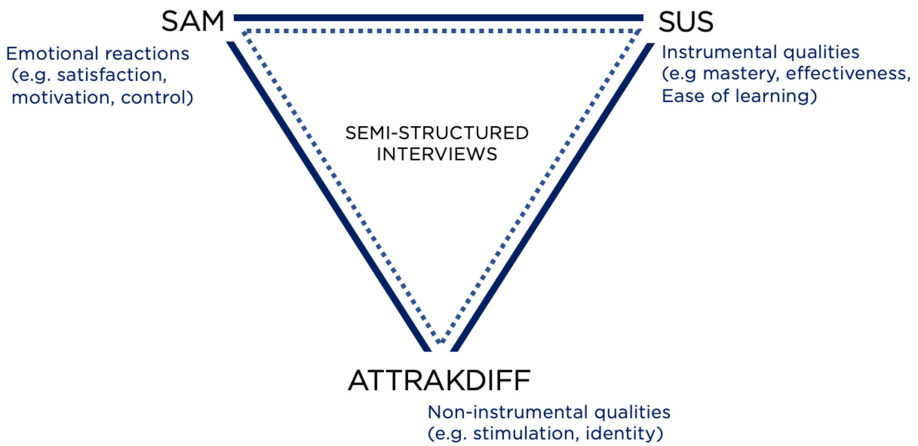 SAM
Emotional reactions
(e.g. satisfaction,
motivation, control)
SUS
Instrumental qualities
(e.g mastery, effectiveness,
Ease of learning)
SEMI-STRUCTURED
INTERVIEWS
ATTRAKDIFF
Non-instrumental qualities
(e.g. stimulation, identity)